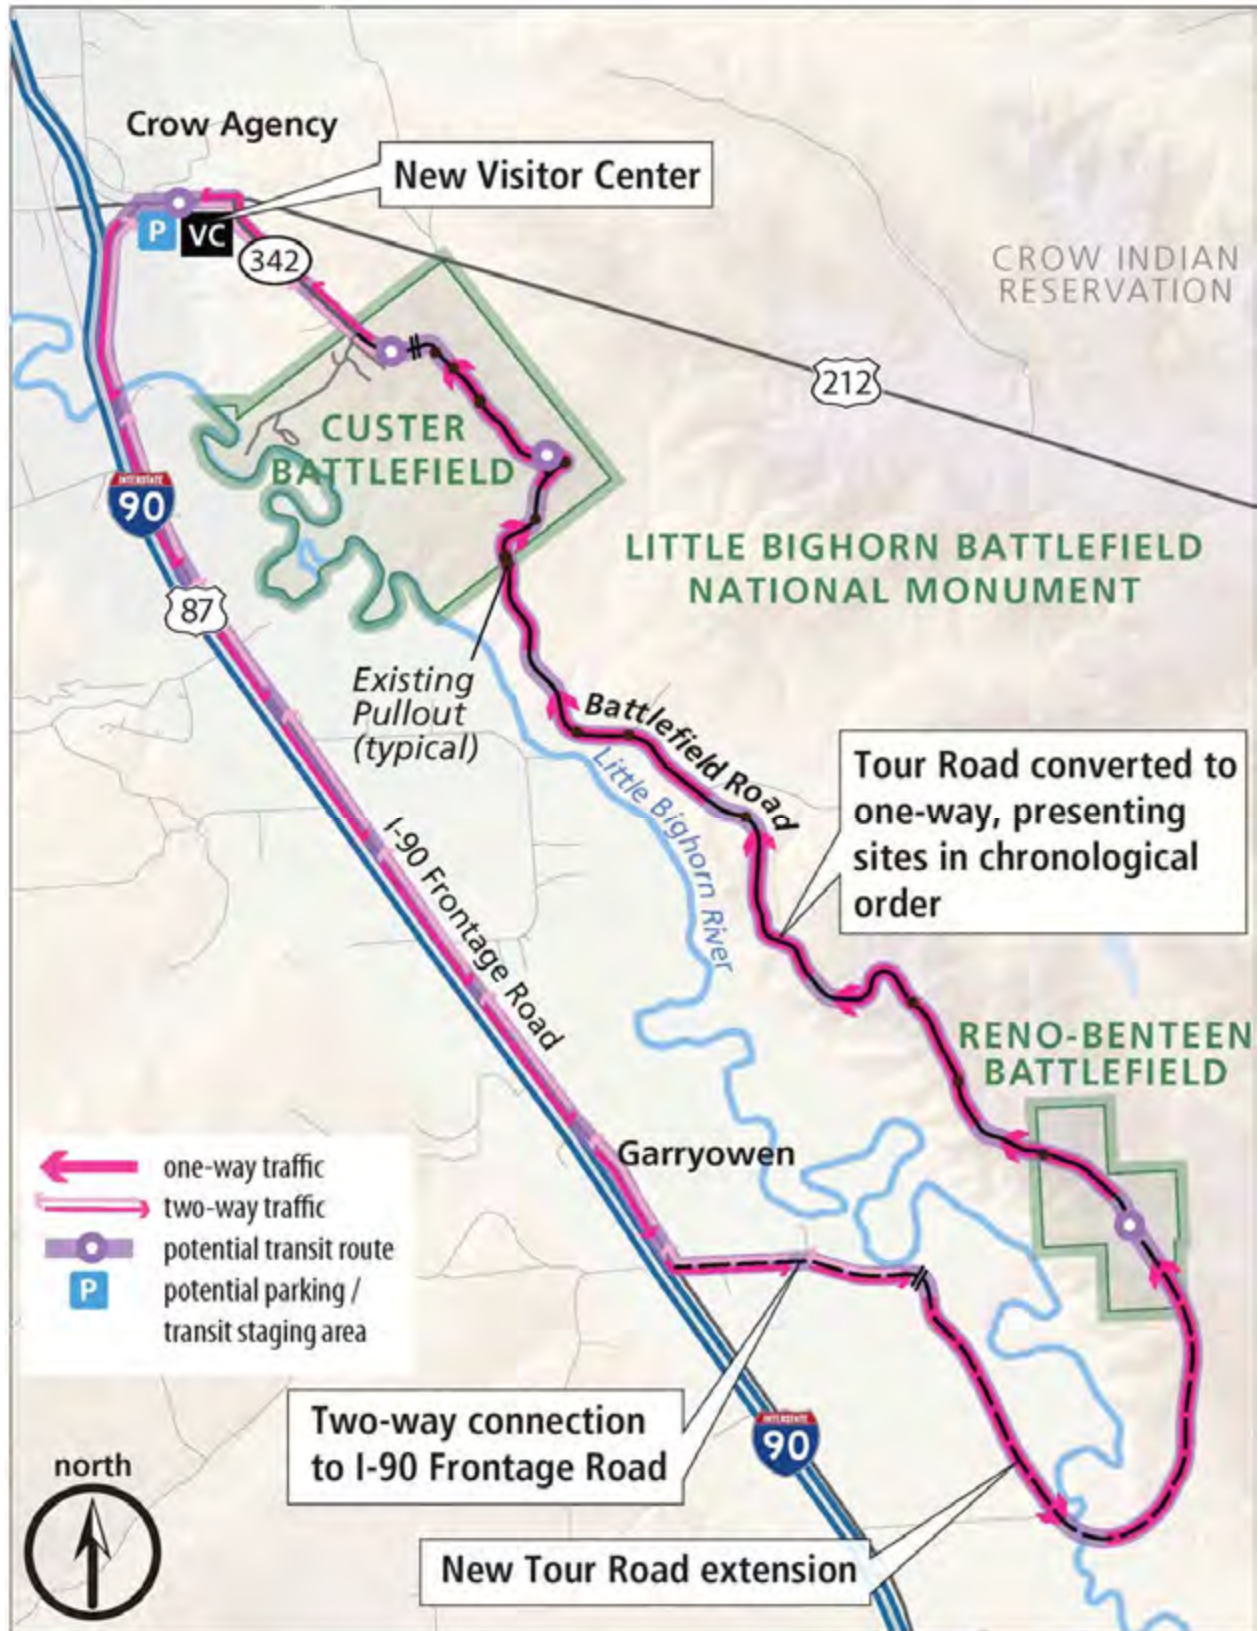 Crow Agency
New Visitor Center
P
VC
342
CROW INDIAN
RESERVATION
212
CUSTER
BATTLEFIELD
INTERSTATE
90
LITTLE BIGHORN BATTLEFIELD
NATIONAL MONUMENT
87
Existing
Pullout
(typical)
Battlefield Road
Little Bighorn River
Tour Road converted to
one-way, presenting
sites in chronological
order
I-90 Frontage Road
RENO-BENTEEN
BATTLEFIELD
Garryowen
one-way traffic
two-way traffic
potential transit route
P
potential parking /
transit staging area
Two-way connection
to I-90 Frontage Road
INTERSTATE
90
north
New Tour Road extension